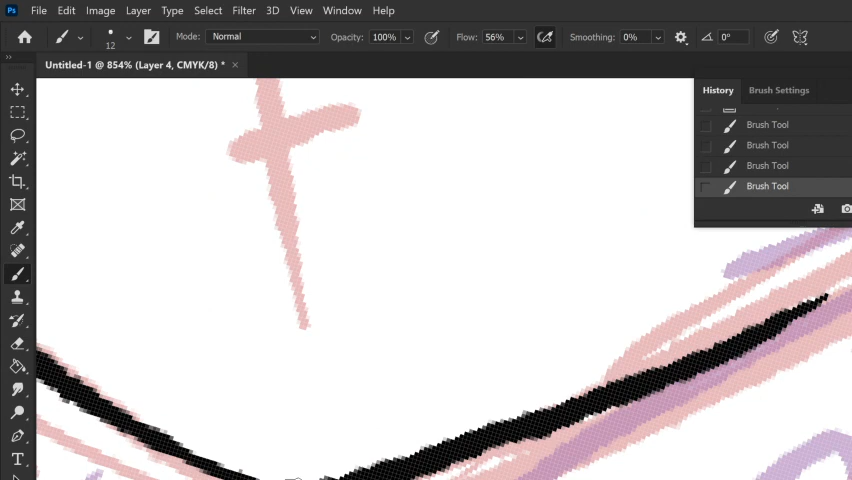 Ps File Edit Image Layer Type Select Filter 3D View Window Help
12 Mode: Normal Opacity: 100% Flow: 56% Smoothing: 0% 0°
Untitled-1 @ 854% (Layer 4, CMYK/8) * ×
History Brush Settings
Brush Tool
Brush Tool
Brush Tool
Brush Tool